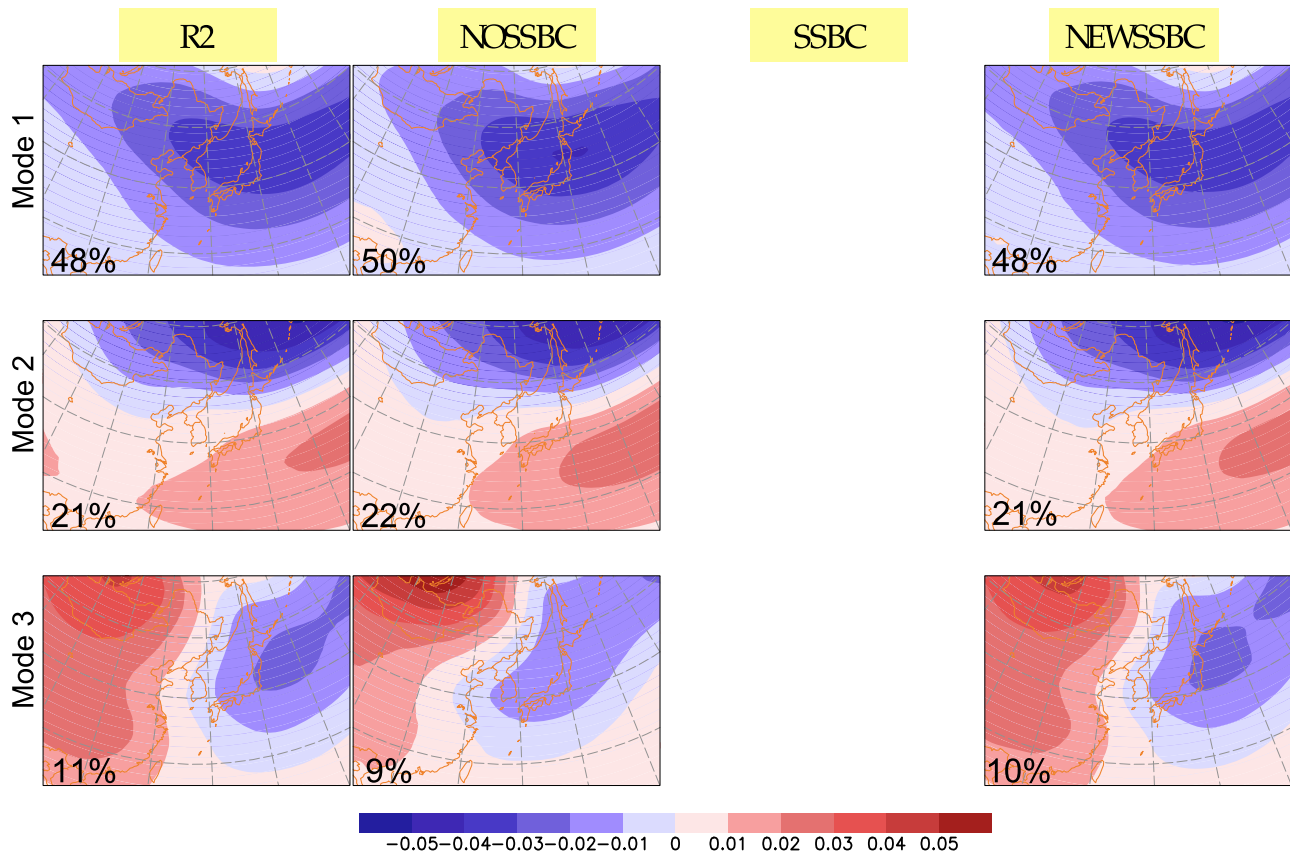 R2 NOSSBC SSBC NEWSSBC
Mode 1
48% 50% 48%
Mode 2
21% 22% 21%
Mode 3
11% 9% 10%
-0.05 -0.04 -0.03 -0.02 -0.01 0 0.01 0.02 0.03 0.04 0.05